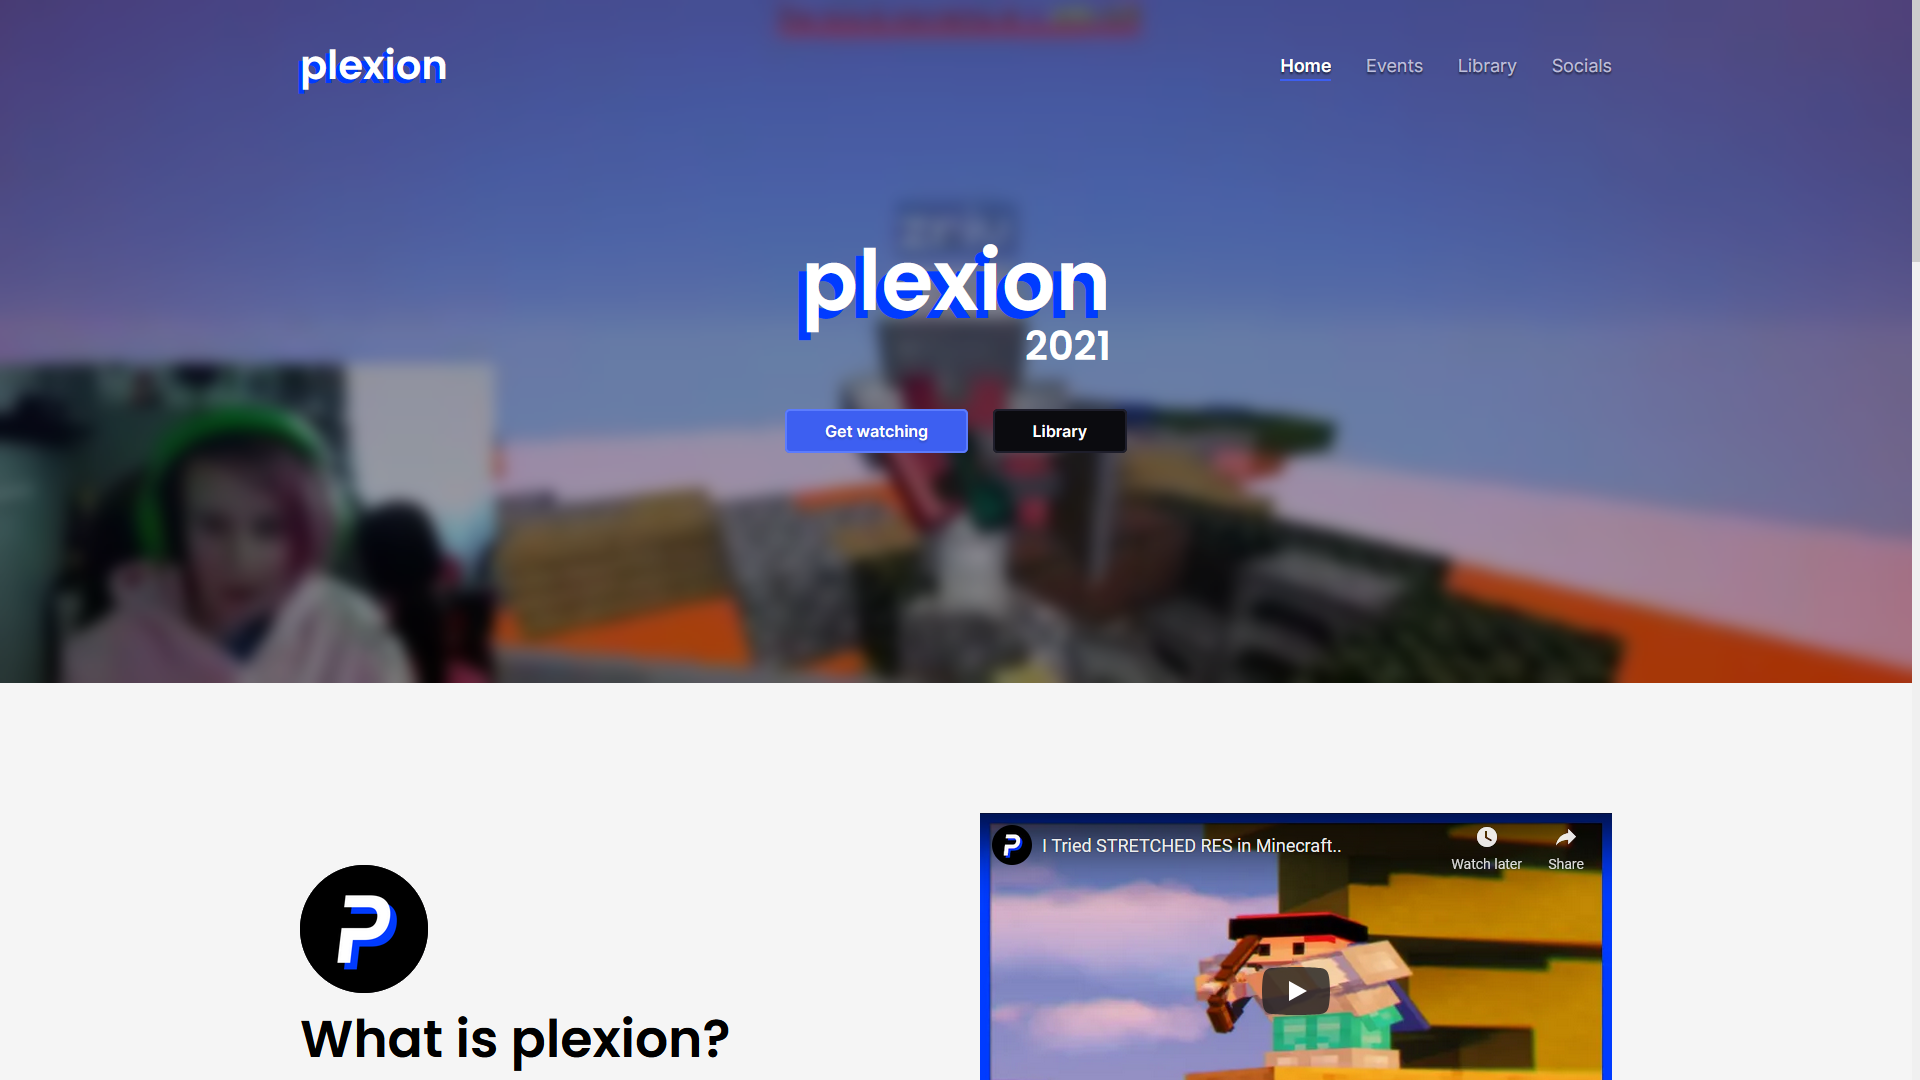 plexion
Home
Events
Library
Socials
plexion
2021
Get watching
Library
I Tried STRETCHED RES in Minecraft..
Watch later
Share
What is plexion?